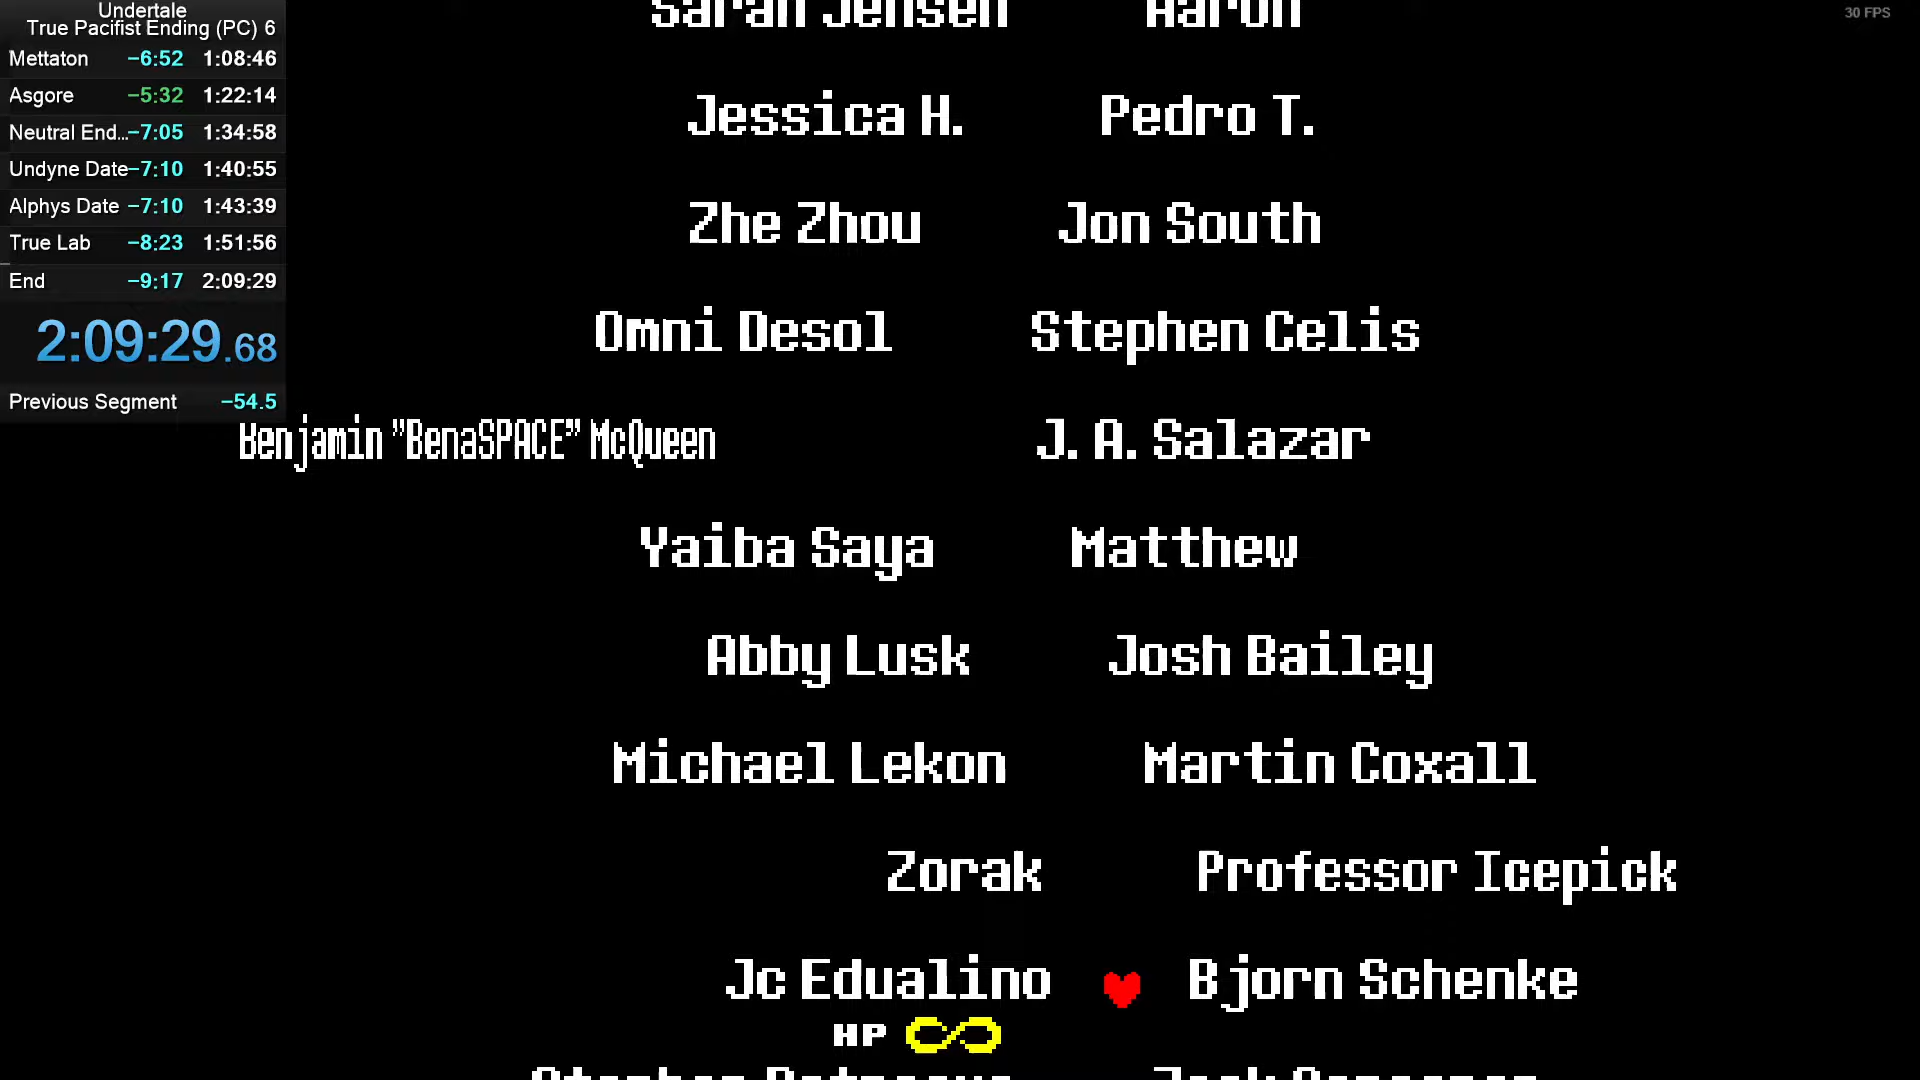 Undertale
True Pacifist Ending (PC) 6
Mettaton −6:52 1:08:46
Asgore −5:32 1:22:14
Neutral End... −7:05 1:34:58
Undyne Date −7:10 1:40:55
Alphys Date −7:10 1:43:39
True Lab −8:23 1:51:56
End −9:17 2:09:29
2:09:29.68
Previous Segment −54.5
30 FPS
Sarah Jensen Aaron
Jessica H. Pedro T.
Zhe Zhou Jon South
Omni Desol Stephen Celis
Benjamin "BenaSPACE" McQueen J. A. Salazar
Yaiba Saya Matthew
Abby Lusk Josh Bailey
Michael Lekon Martin Coxall
Zorak Professor Icepick
Jc Edualino Bjorn Schenke
HP ∞